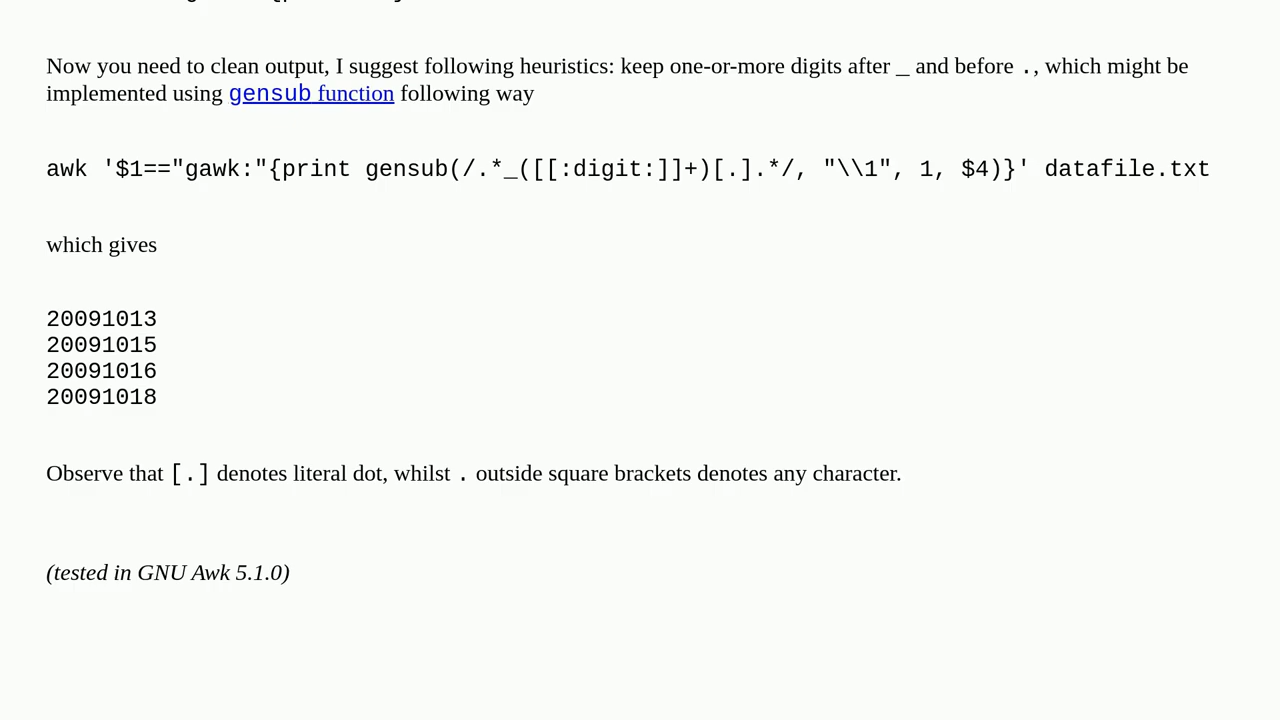 Now you need to clean output, I suggest following heuristics: keep one-or-more digits after _ and before ., which might be
implemented using gensub function following way
awk '$1=="gawk:"{print gensub(/.*_([[:digit:]]+)[.].*/, "\\1", 1, $4)}' datafile.txt
which gives
20091013
20091015
20091016
20091018
Observe that [.] denotes literal dot, whilst . outside square brackets denotes any character.
(tested in GNU Awk 5.1.0)